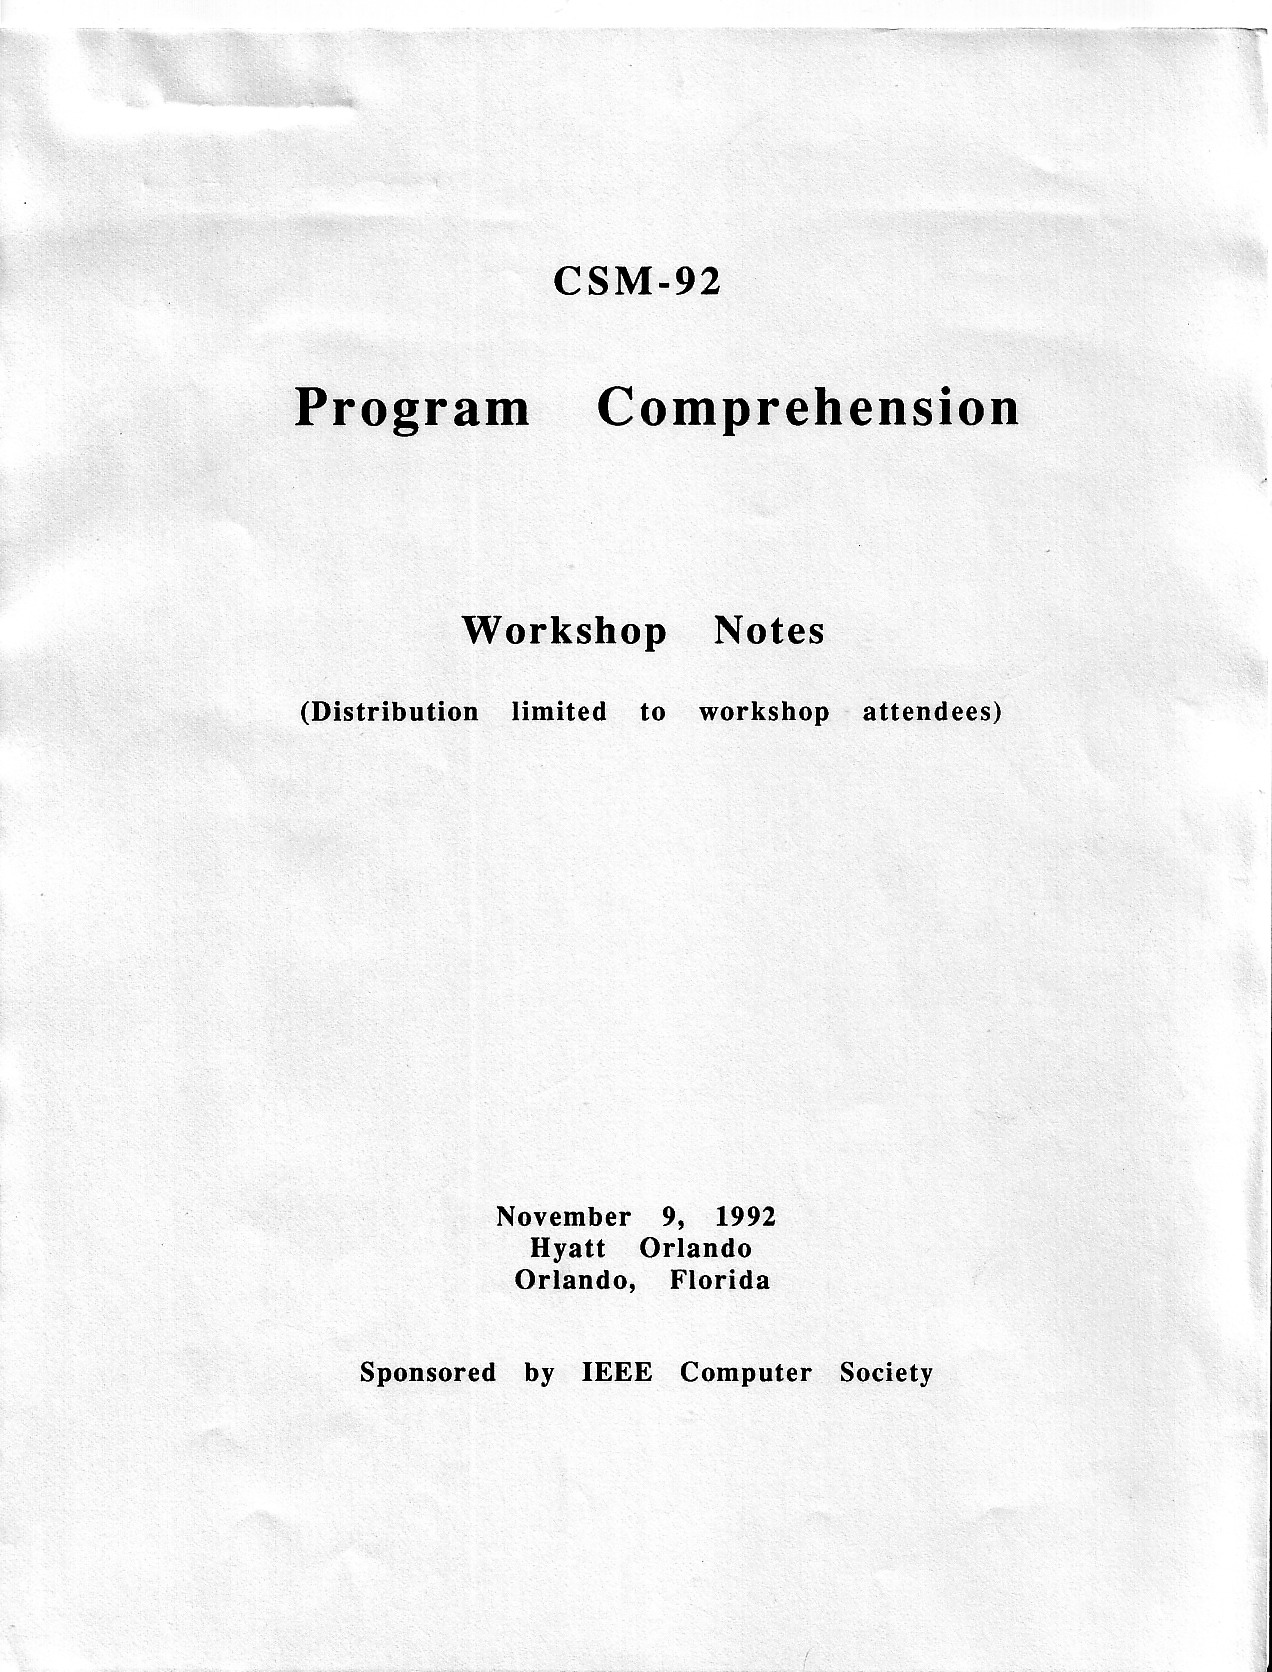 CSM-92
Program Comprehension
Workshop Notes
(Distribution limited to workshop attendees)
November 9, 1992
Hyatt Orlando
Orlando, Florida
Sponsored by IEEE Computer Society